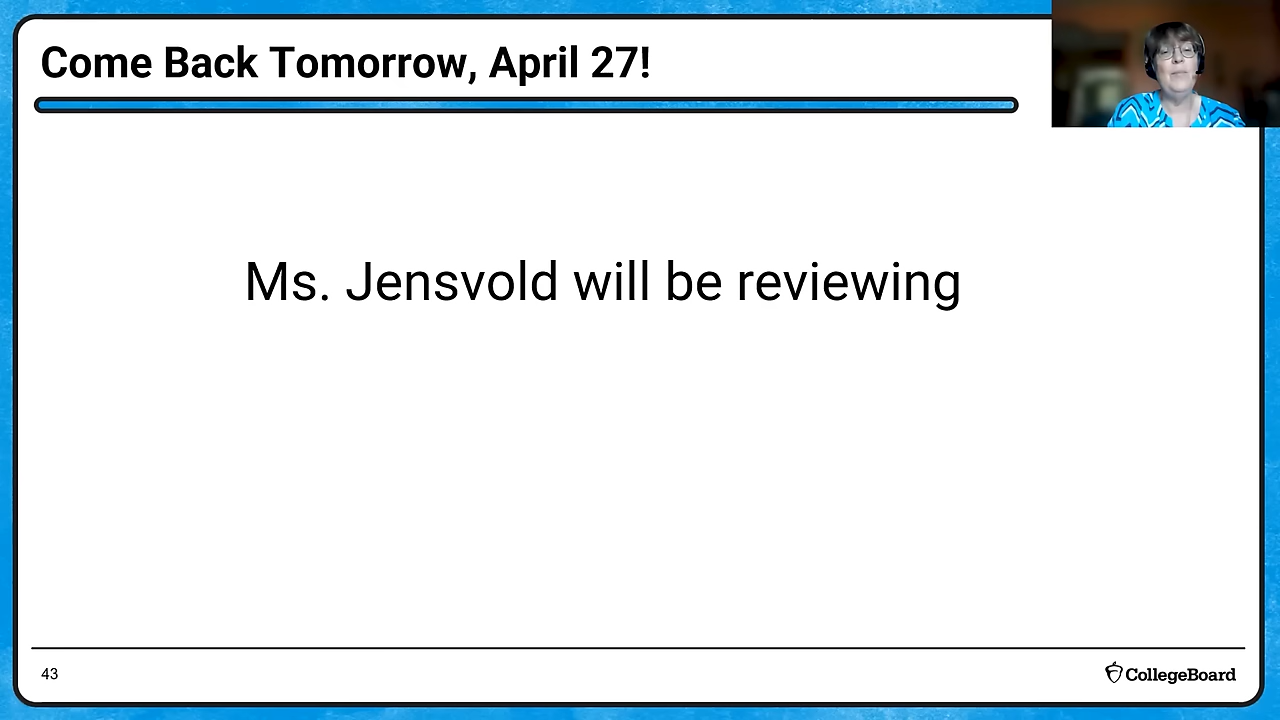 Come Back Tomorrow, April 27!
Ms. Jensvold will be reviewing
43
CollegeBoard